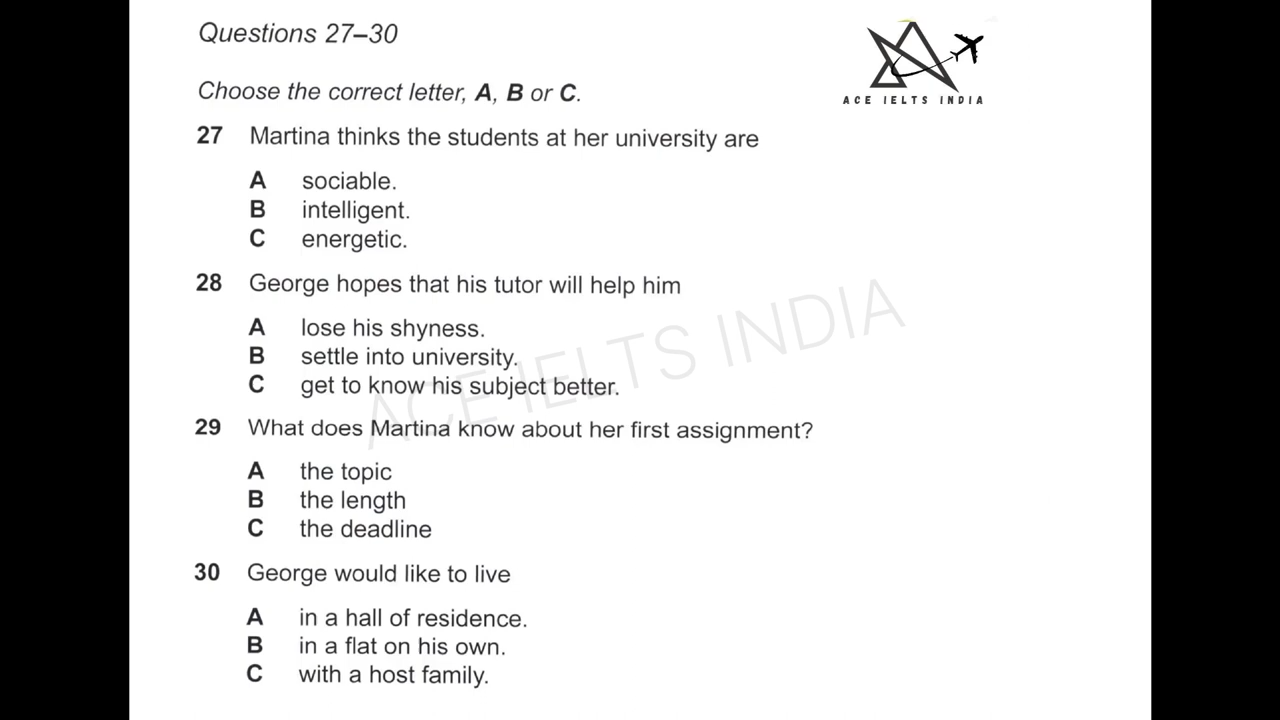 Questions 27–30
ACE IELTS INDIA
Choose the correct letter, A, B or C.
27 Martina thinks the students at her university are
A sociable.
B intelligent.
C energetic.
28 George hopes that his tutor will help him
A lose his shyness.
B settle into university.
C get to know his subject better.
ACE IELTS INDIA
29 What does Martina know about her first assignment?
A the topic
B the length
C the deadline
30 George would like to live
A in a hall of residence.
B in a flat on his own.
C with a host family.